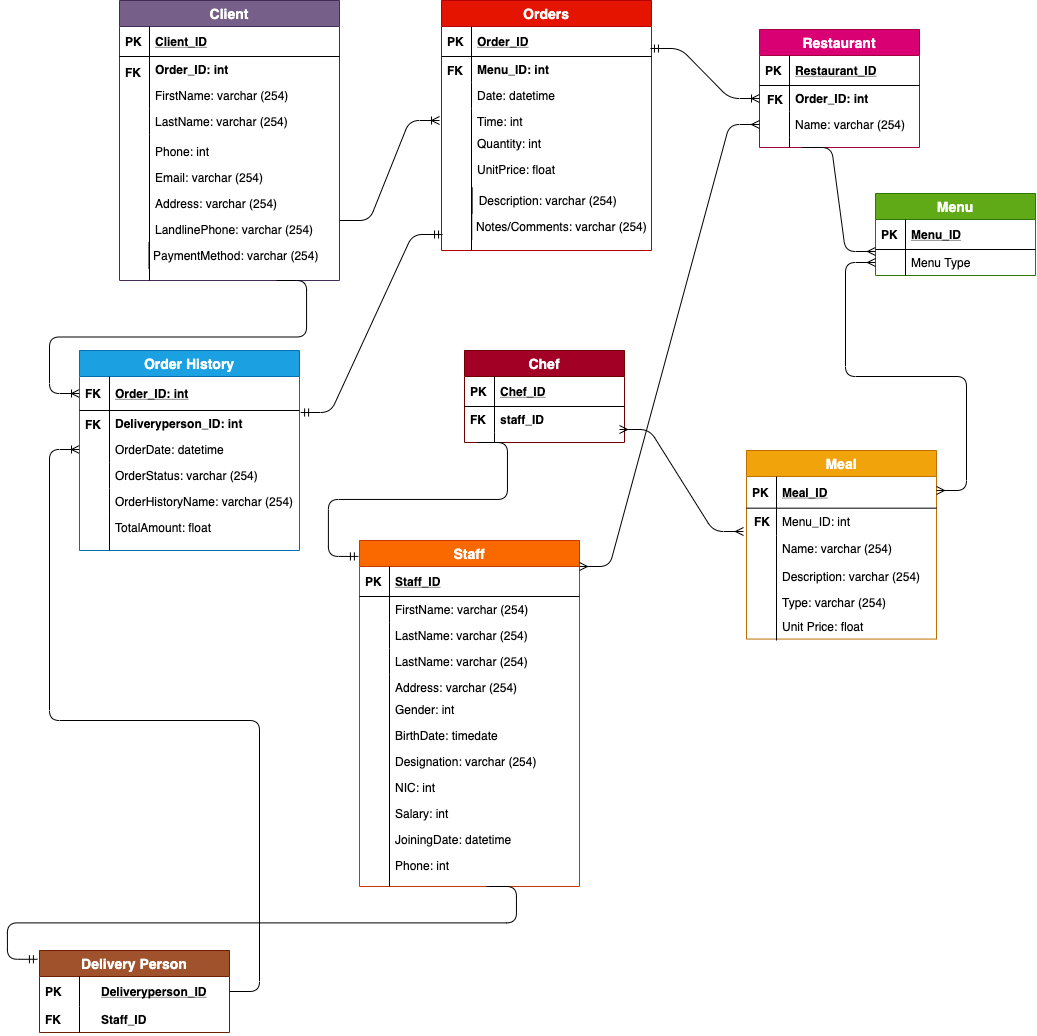 Client
PK Client_ID
FK Order_ID: int
FirstName: varchar (254)
LastName: varchar (254)
Phone: int
Email: varchar (254)
Address: varchar (254)
LandlinePhone: varchar (254)
PaymentMethod: varchar (254)
Orders
PK Order_ID
FK Menu_ID: int
Date: datetime
Time: int
Quantity: int
UnitPrice: float
Description: varchar (254)
Notes/Comments: varchar (254)
Restaurant
PK Restaurant_ID
FK Order_ID: int
Name: varchar (254)
Menu
PK Menu_ID
Menu Type
Order History
FK Order_ID: int
FK Deliveryperson_ID: int
OrderDate: datetime
OrderStatus: varchar (254)
OrderHistoryName: varchar (254)
TotalAmount: float
Chef
PK Chef_ID
FK staff_ID
Meal
PK Meal_ID
FK Menu_ID: int
Name: varchar (254)
Description: varchar (254)
Type: varchar (254)
Unit Price: float
Staff
PK Staff_ID
FirstName: varchar (254)
LastName: varchar (254)
LastName: varchar (254)
Address: varchar (254)
Gender: int
BirthDate: timedate
Designation: varchar (254)
NIC: int
Salary: int
JoiningDate: datetime
Phone: int
Delivery Person
PK Deliveryperson_ID
FK Staff_ID